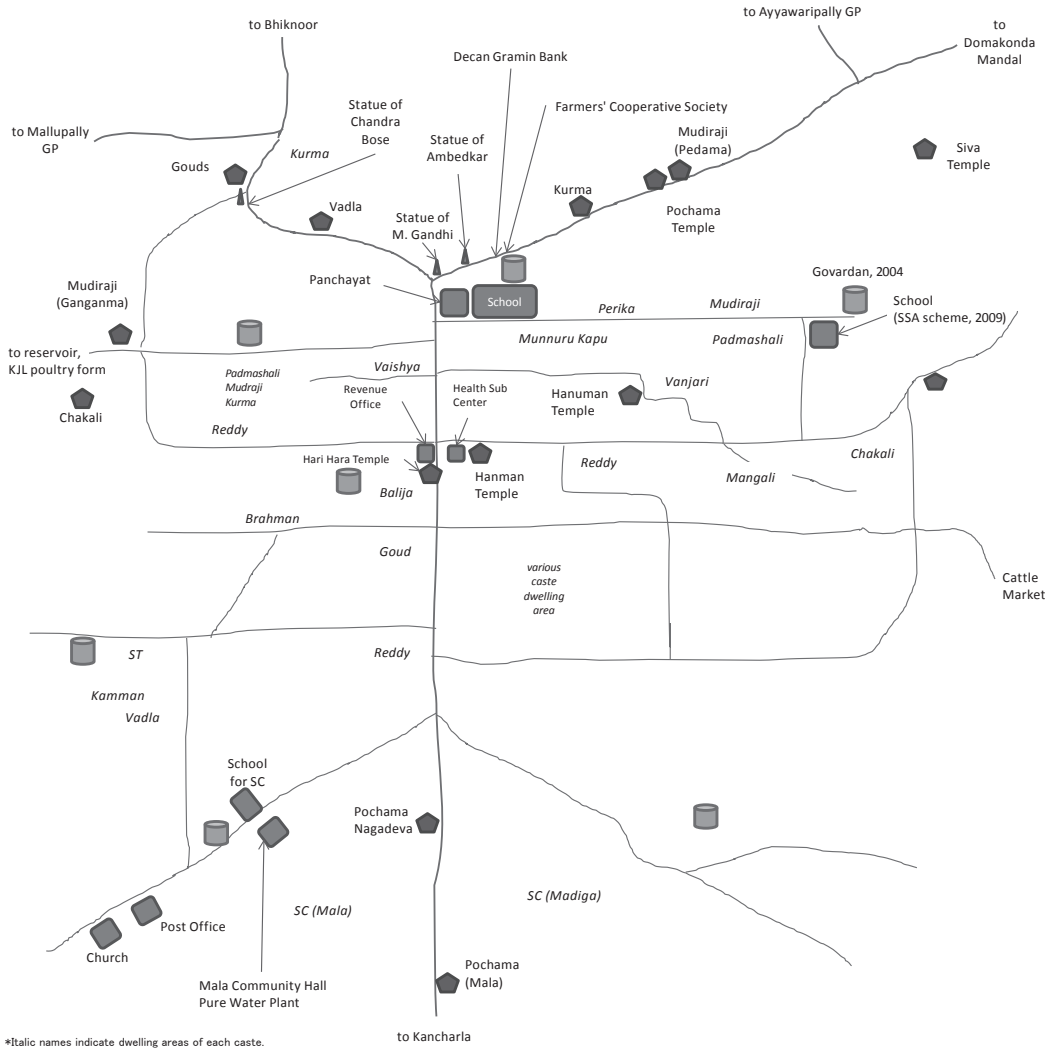 to Bhiknoor
to Ayyawaripally GP
to
Domakonda
Mandal
Decan Gramin Bank
Farmers' Cooperative Society
Statue of
Chandra
Bose
to Mallupally
GP
Kurma
Gouds
Statue of
Ambedkar
Mudiraji
(Pedama)
Siva
Temple
Kurma
Vadla
Pochama
Temple
Statue of
M. Gandhi
Panchayat
School
Govardan, 2004
Mudiraji
(Ganganma)
Perika
Mudiraji
School
(SSA scheme, 2009)
Munnuru Kapu
Padmashali
to reservoir,
KJL poultry form
Vaishya
Padmashali
Mudraji
Kurma
Revenue
Office
Health Sub
Center
Hanuman
Temple
Vanjari
Chakali
Reddy
Hari Hara Temple
Hanman
Temple
Reddy
Chakali
Mangali
Balija
Brahman
Goud
various
caste
dwelling
area
Cattle
Market
ST
Reddy
Kamman
Vadla
School
for SC
Pochama
Nagadeva
SC (Mala)
SC (Madiga)
Post Office
Church
Mala Community Hall
Pure Water Plant
Pochama
(Mala)
to Kancharla
*Italic names indicate dwelling areas of each caste.